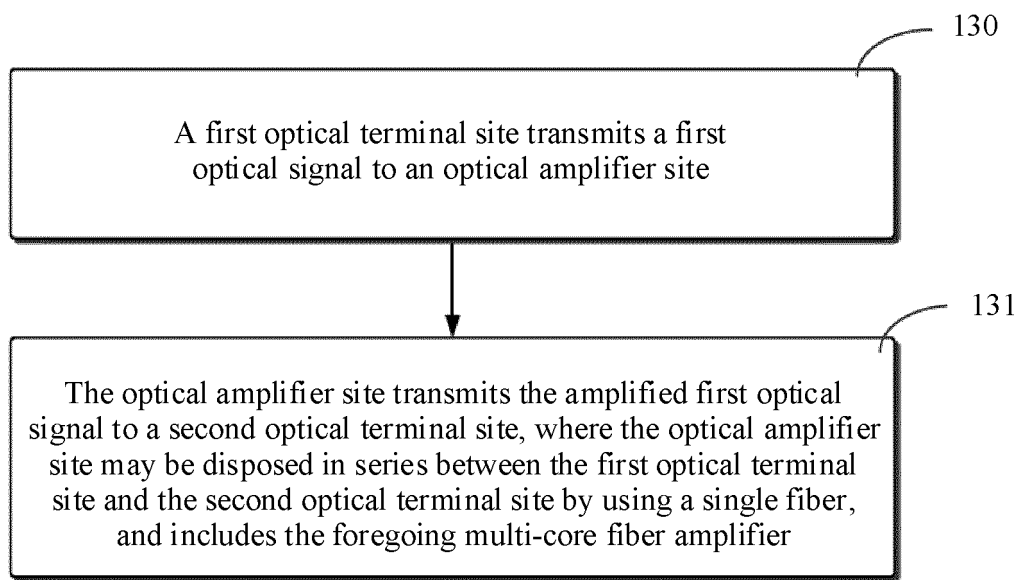 130
A first optical terminal site transmits a first
optical signal to an optical amplifier site
131
The optical amplifier site transmits the amplified first optical
signal to a second optical terminal site, where the optical amplifier
site may be disposed in series between the first optical terminal
site and the second optical terminal site by using a single fiber,
and includes the foregoing multi-core fiber amplifier